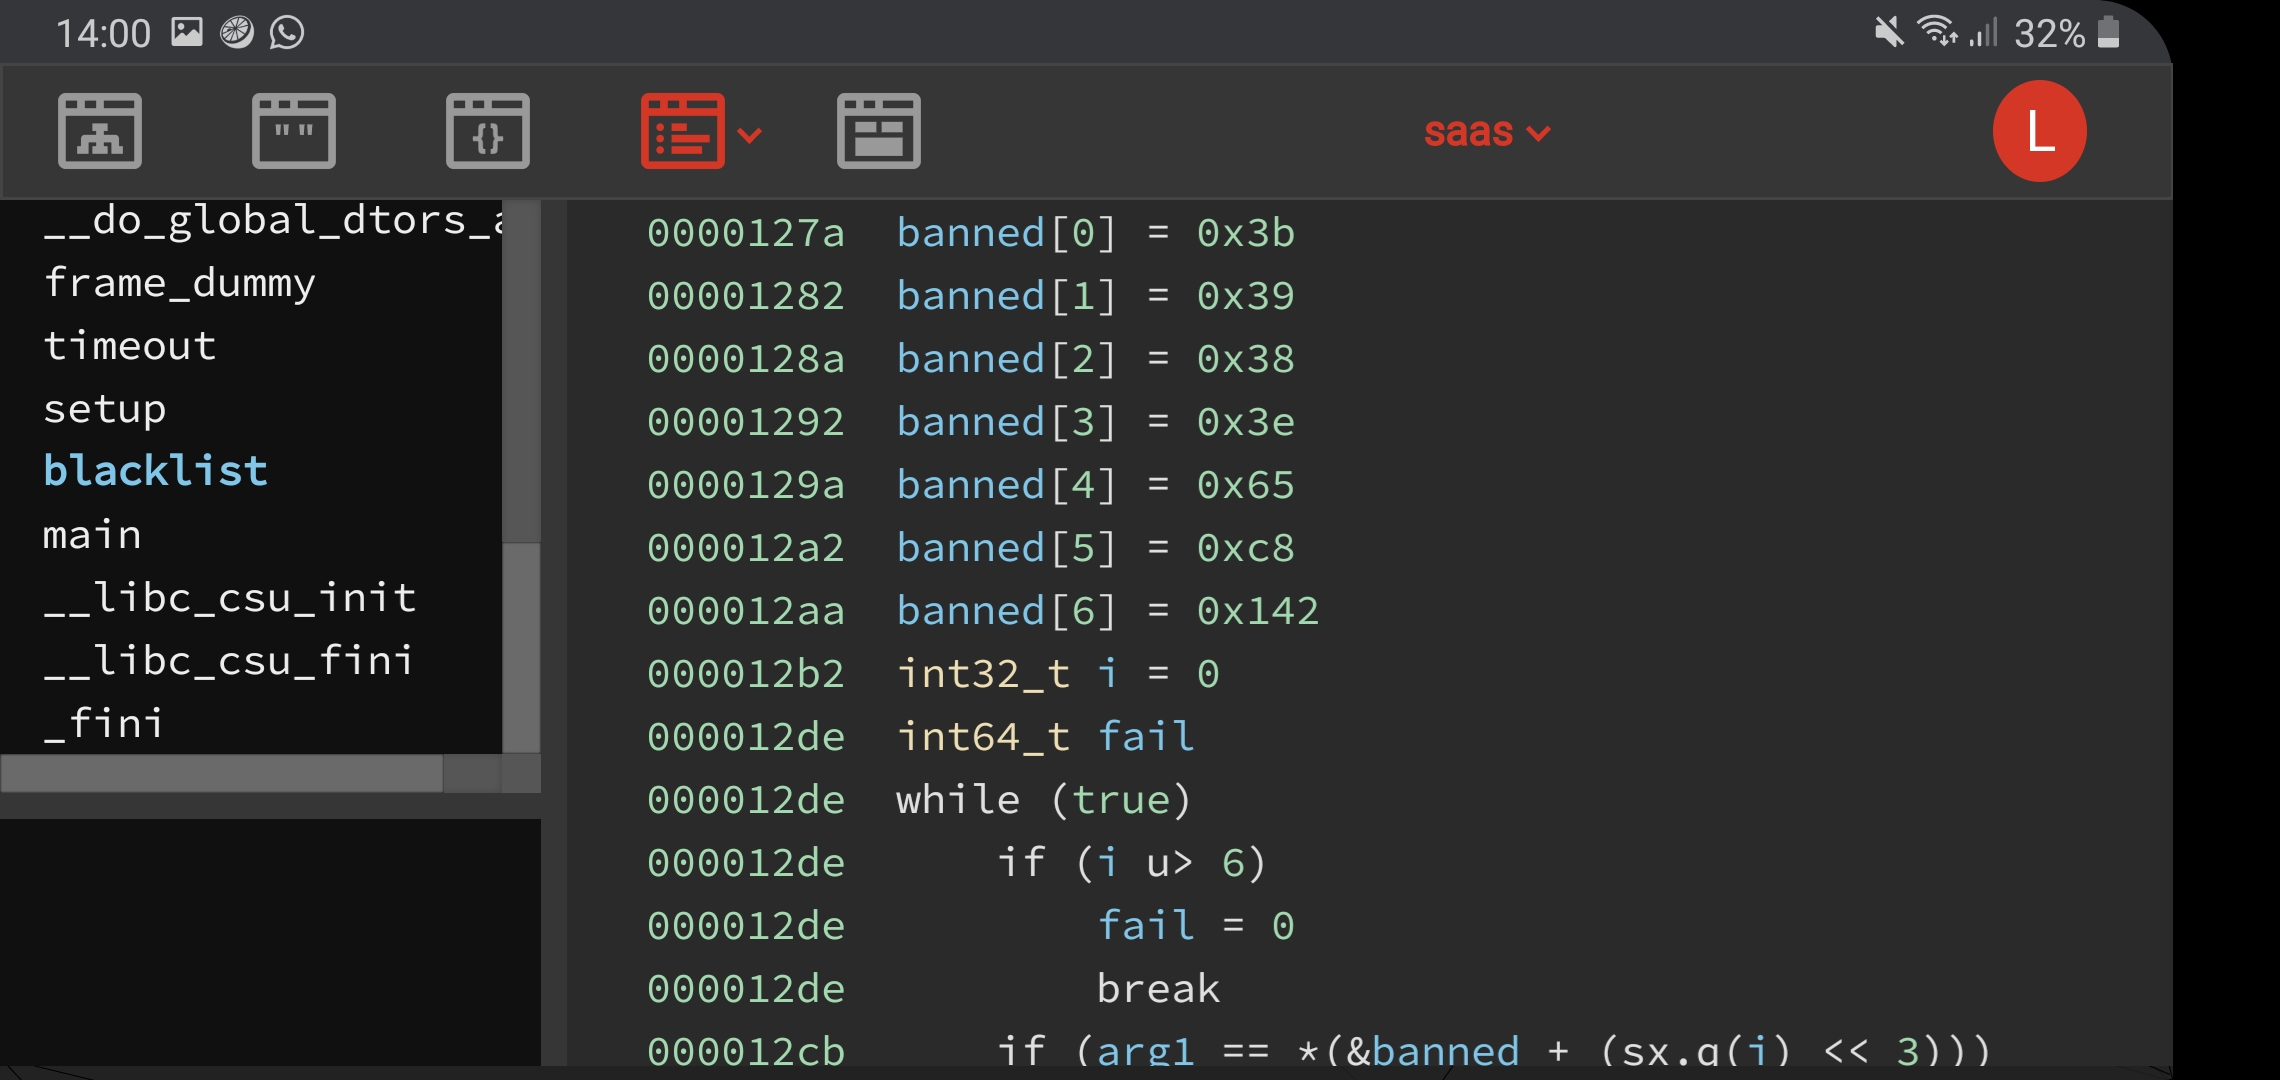 14:00 32%
"" {} saas L
__do_global_dtors_a
frame_dummy
timeout
setup
blacklist
main
__libc_csu_init
__libc_csu_fini
_fini
0000127a banned[0] = 0x3b
00001282 banned[1] = 0x39
0000128a banned[2] = 0x38
00001292 banned[3] = 0x3e
0000129a banned[4] = 0x65
000012a2 banned[5] = 0xc8
000012aa banned[6] = 0x142
000012b2 int32_t i = 0
000012de int64_t fail
000012de while (true)
000012de     if (i u> 6)
000012de         fail = 0
000012de         break
000012cb     if (arg1 == *(&banned + (sx.q(i) << 3)))